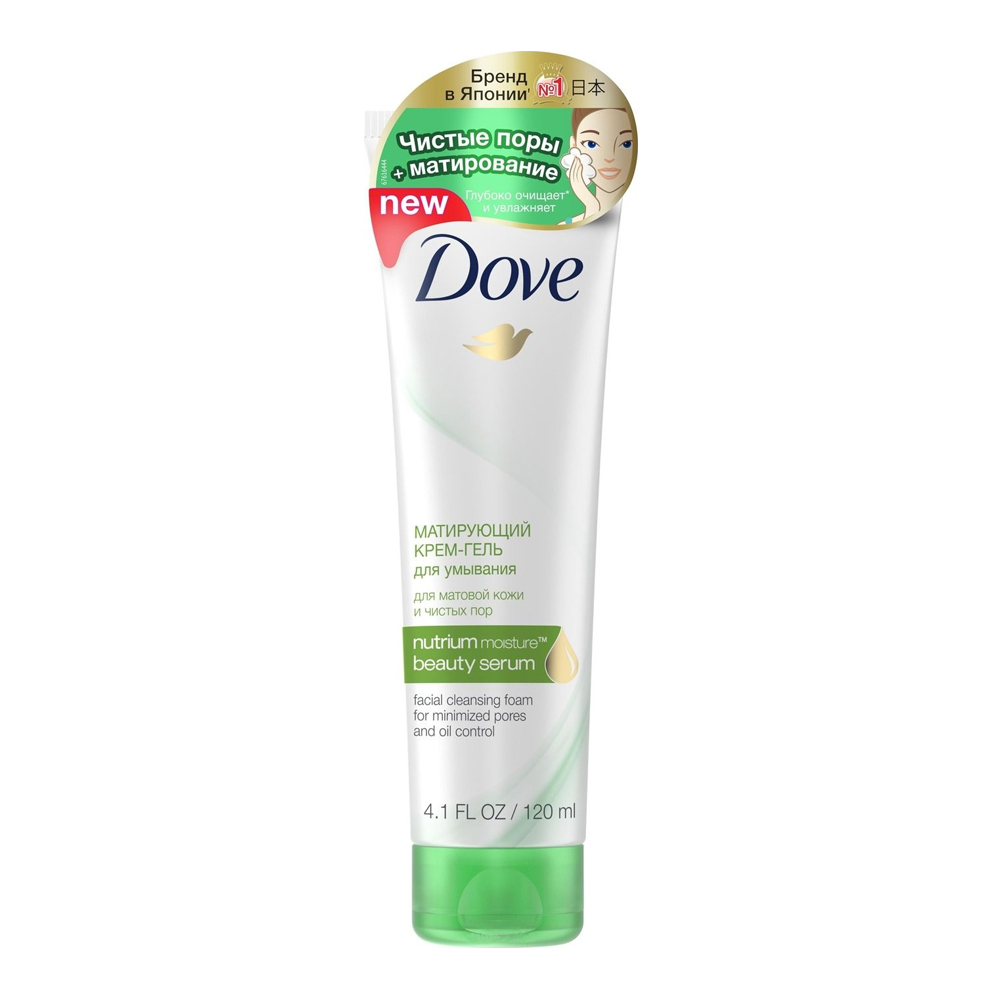 Бренд
в Японии¹
№1 日本
Чистые поры
+ матирование
Глубоко очищает*
и увлажняет
67616444
new
Dove
МАТИРУЮЩИЙ
КРЕМ-ГЕЛЬ
для умывания
для матовой кожи
и чистых пор
nutrium moisture™
beauty serum
facial cleansing foam
for minimized pores
and oil control
4.1 FL OZ / 120 ml